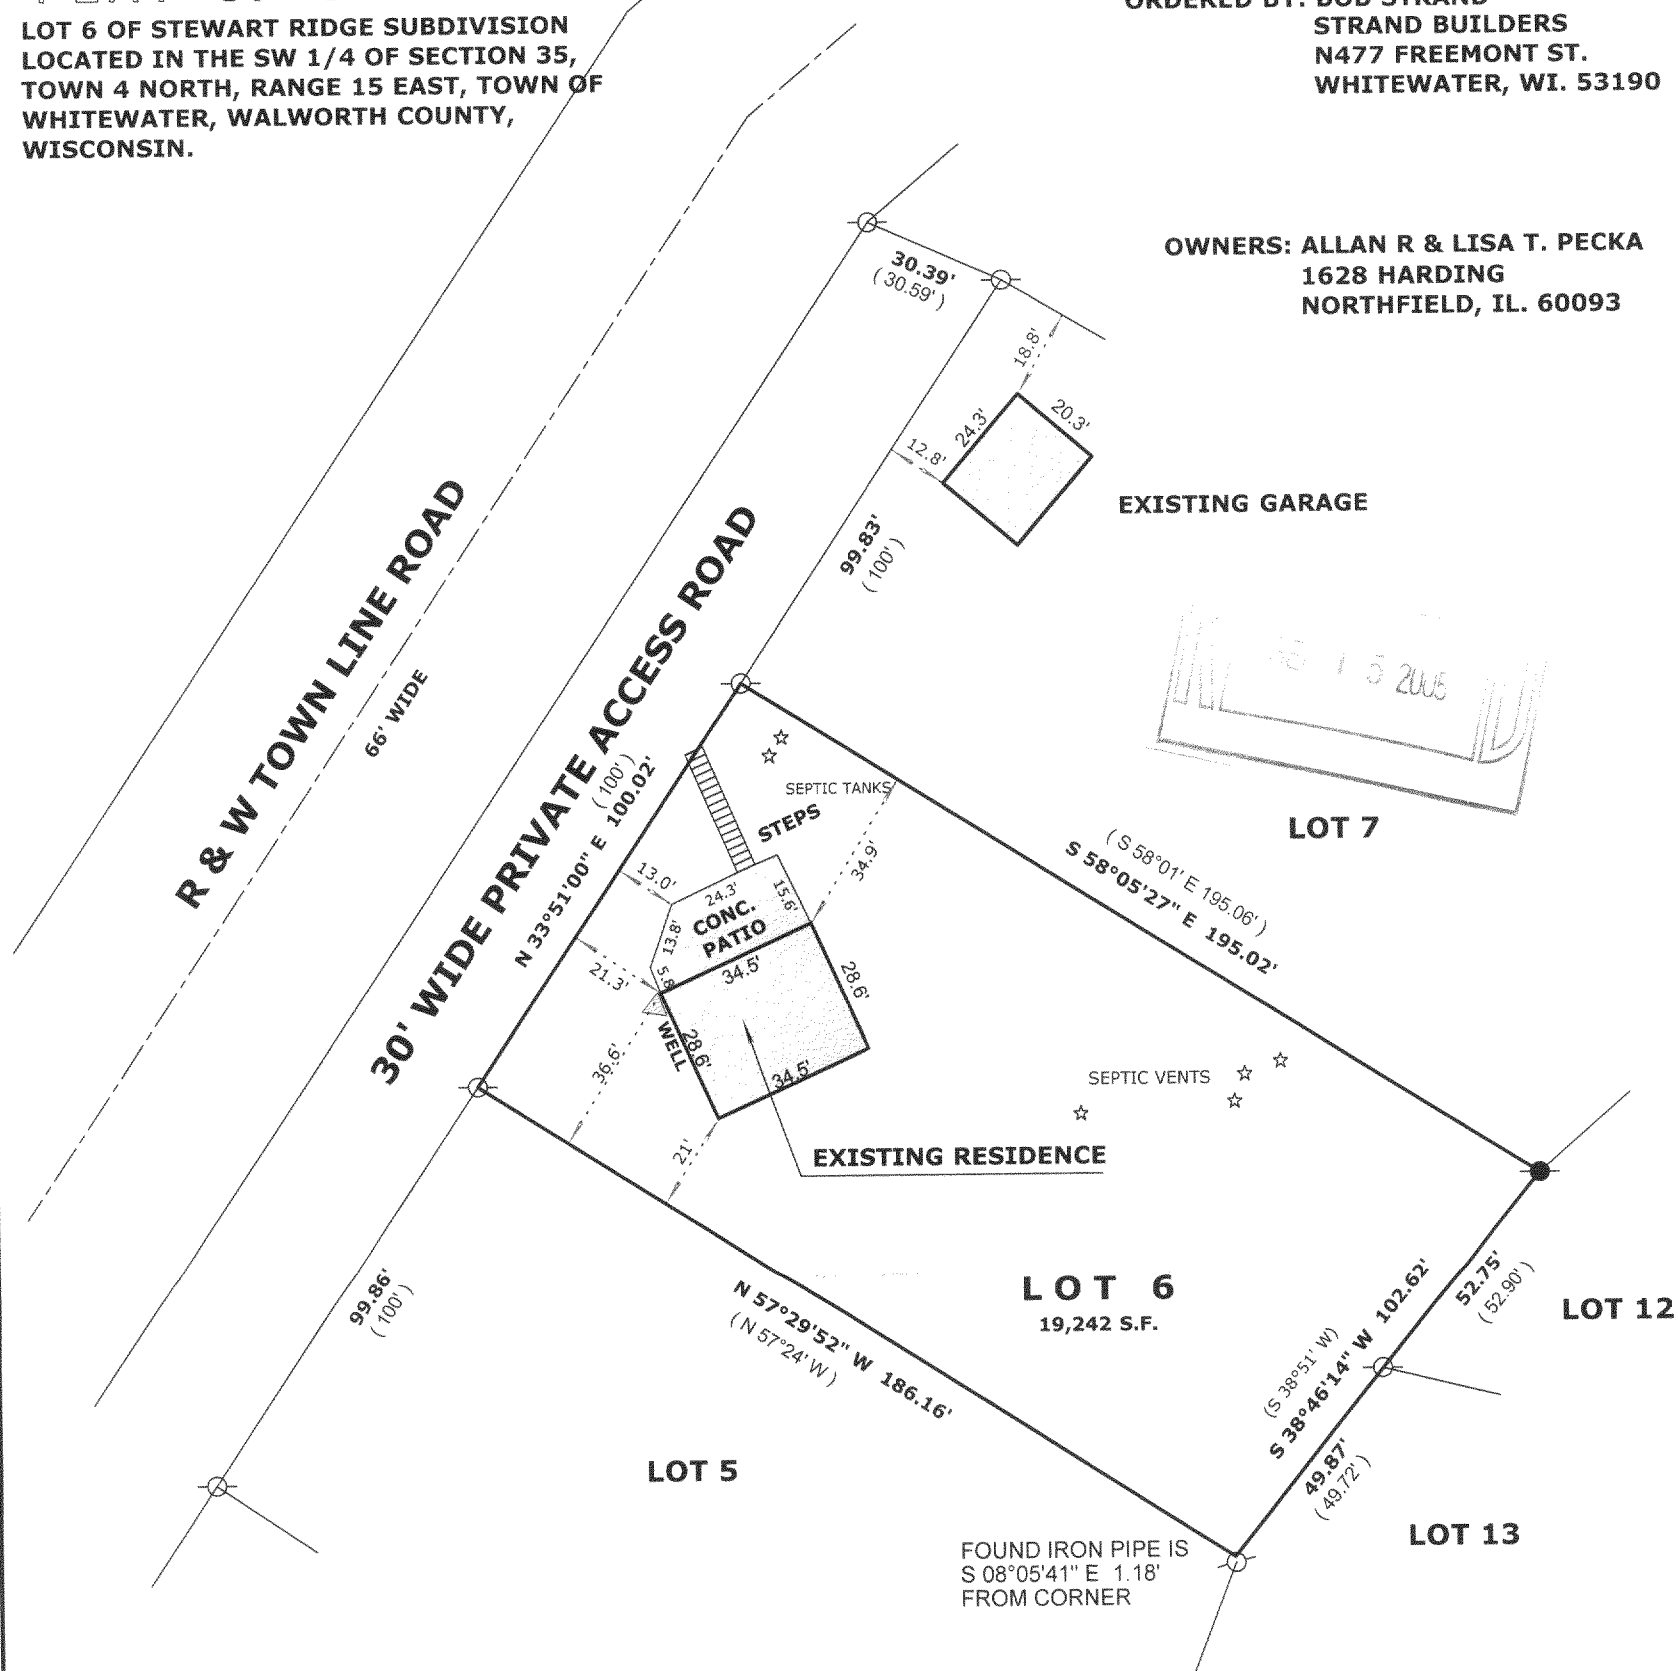 LOT 6 OF STEWART RIDGE SUBDIVISION
LOCATED IN THE SW 1/4 OF SECTION 35,
TOWN 4 NORTH, RANGE 15 EAST, TOWN OF
WHITEWATER, WALWORTH COUNTY,
WISCONSIN.
ORDERED BY: BOB STRAND
STRAND BUILDERS
N477 FREEMONT ST.
WHITEWATER, WI. 53190
OWNERS: ALLAN R & LISA T. PECKA
1628 HARDING
NORTHFIELD, IL. 60093
30.39'
( 30.59' )
18.8'
24.3'
20.3'
12.8'
EXISTING GARAGE
99.83'
( 100' )
R & W TOWN LINE ROAD
66' WIDE
30' WIDE PRIVATE ACCESS ROAD
5 2005
LOT 7
SEPTIC TANKS
STEPS
( 100' )
N 33°51'00" E 100.02'
34.9'
13.0'
24.3'
15.6'
CONC.
PATIO
13.8'
5.8'
34.5'
21.3'
28.6'
WELL
28.6'
36.6'
34.5'
21'
( S 58°01' E 195.06' )
S 58°05'27" E 195.02'
SEPTIC VENTS
EXISTING RESIDENCE
99.86'
( 100' )
N 57°29'52" W 186.16'
( N 57°24' W )
LOT 6
19,242 S.F.
52.75'
( 52.90' )
LOT 12
(S 38°51' W)
S 38°46'14" W 102.62'
49.87'
( 49.72' )
LOT 5
LOT 13
FOUND IRON PIPE IS
S 08°05'41" E 1.18'
FROM CORNER